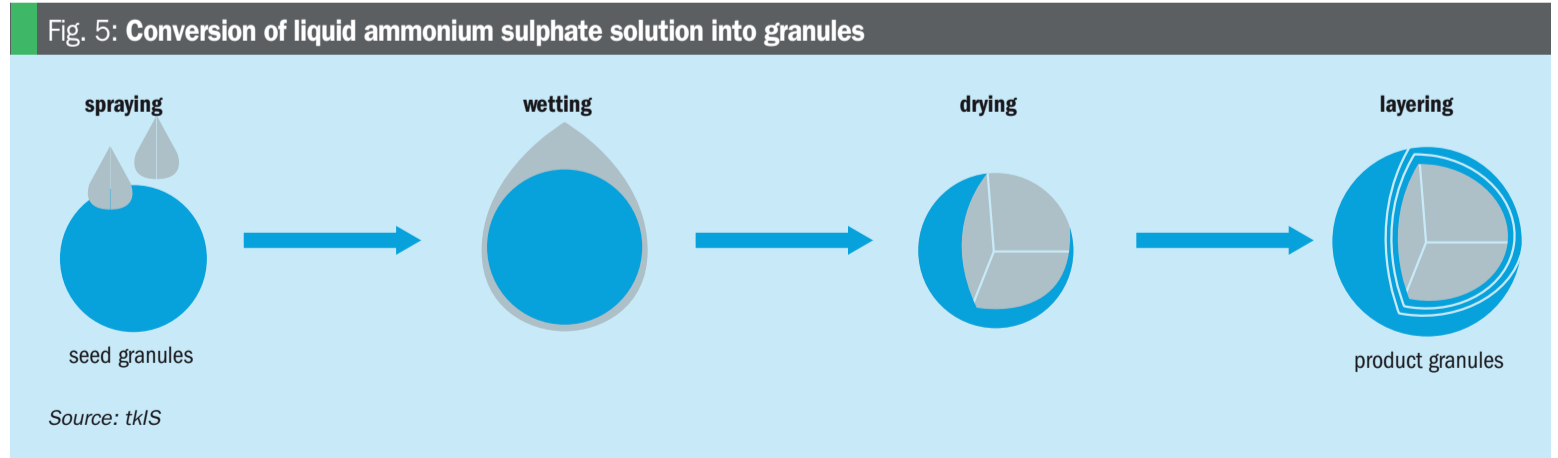 Fig. 5: Conversion of liquid ammonium sulphate solution into granules
spraying
wetting
drying
layering
seed granules
product granules
Source: tkIS